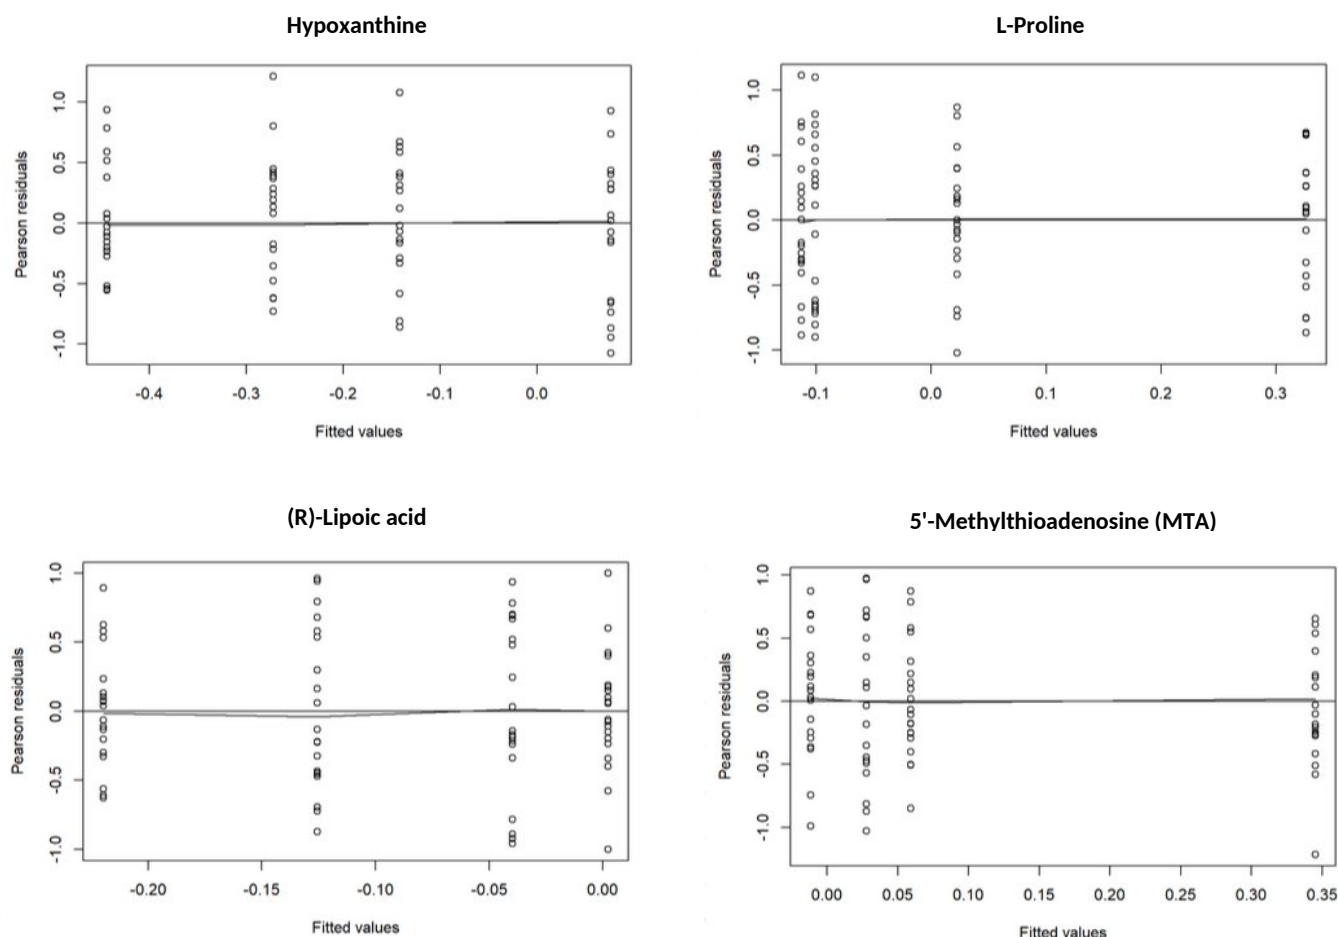 Hypoxanthine
Pearson residuals
1.0
0.5
0.0
-0.5
-1.0
-0.4 -0.3 -0.2 -0.1 0.0
Fitted values
L-Proline
Pearson residuals
1.0
0.5
0.0
-0.5
-1.0
-0.1 0.0 0.1 0.2 0.3
Fitted values
(R)-Lipoic acid
Pearson residuals
1.0
0.5
0.0
-0.5
-1.0
-0.20 -0.15 -0.10 -0.05 0.00
Fitted values
5'-Methylthioadenosine (MTA)
Pearson residuals
1.0
0.5
0.0
-0.5
-1.0
0.00 0.05 0.10 0.15 0.20 0.25 0.30 0.35
Fitted values